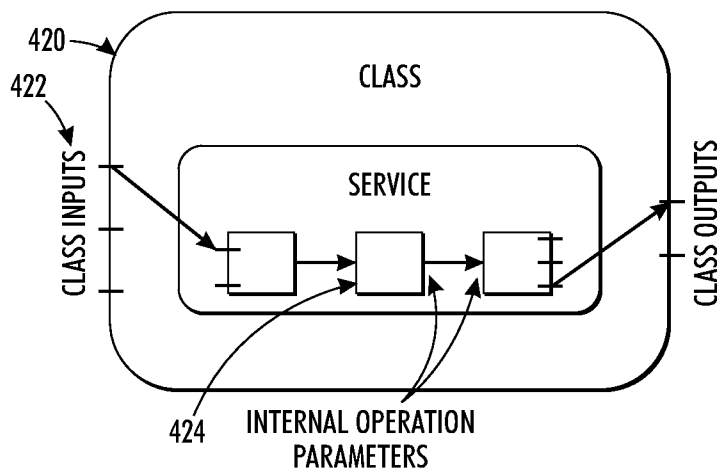 420
CLASS
422
CLASS INPUTS
SERVICE
CLASS OUTPUTS
424
INTERNAL OPERATION
PARAMETERS